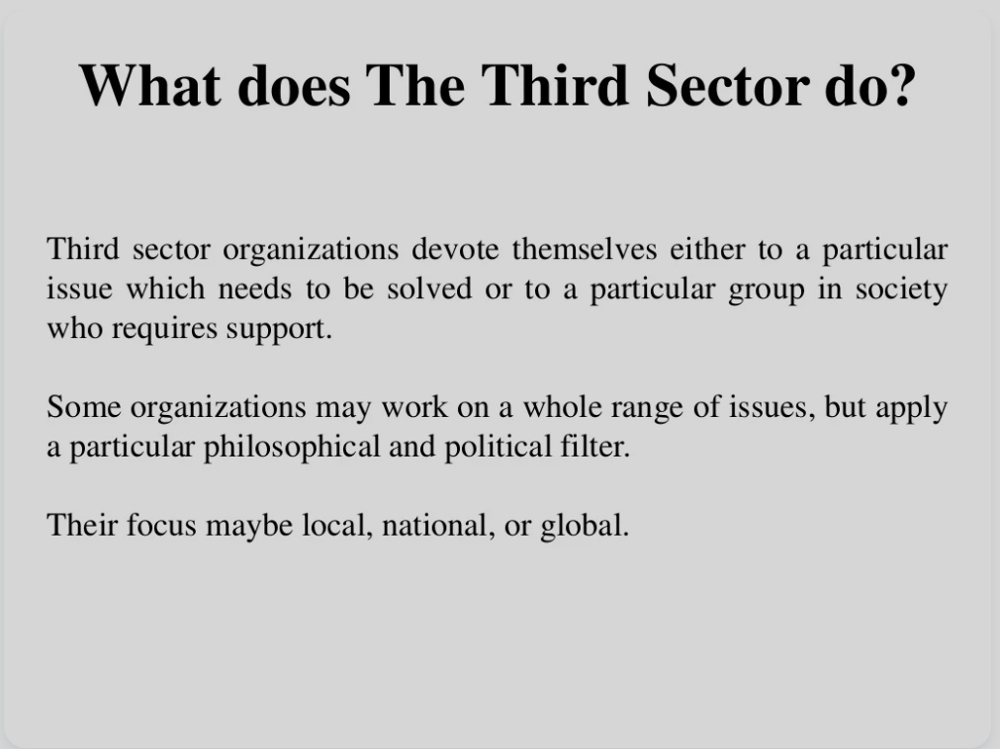 What does The Third Sector do?
Third sector organizations devote themselves either to a particular
issue which needs to be solved or to a particular group in society
who requires support.
Some organizations may work on a whole range of issues, but apply
a particular philosophical and political filter.
Their focus maybe local, national, or global.